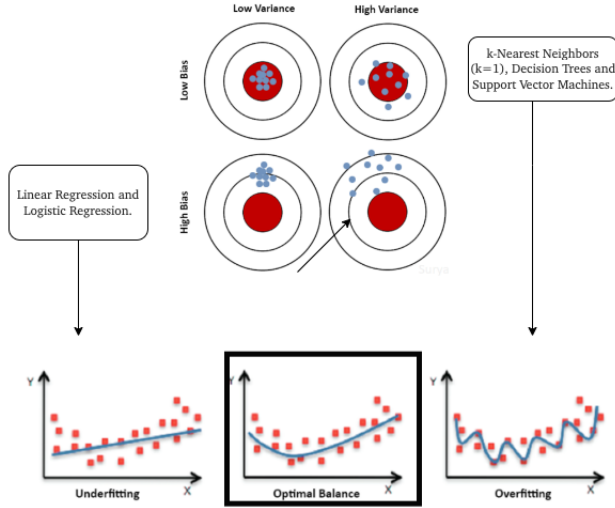 Low Variance
High Variance
Low Bias
High Bias
k-Nearest Neighbors
(k=1), Decision Trees and
Support Vector Machines.
Linear Regression and
Logistic Regression.
Surya
Y
X
Underfitting
Y
X
Optimal Balance
Y
X
Overfitting